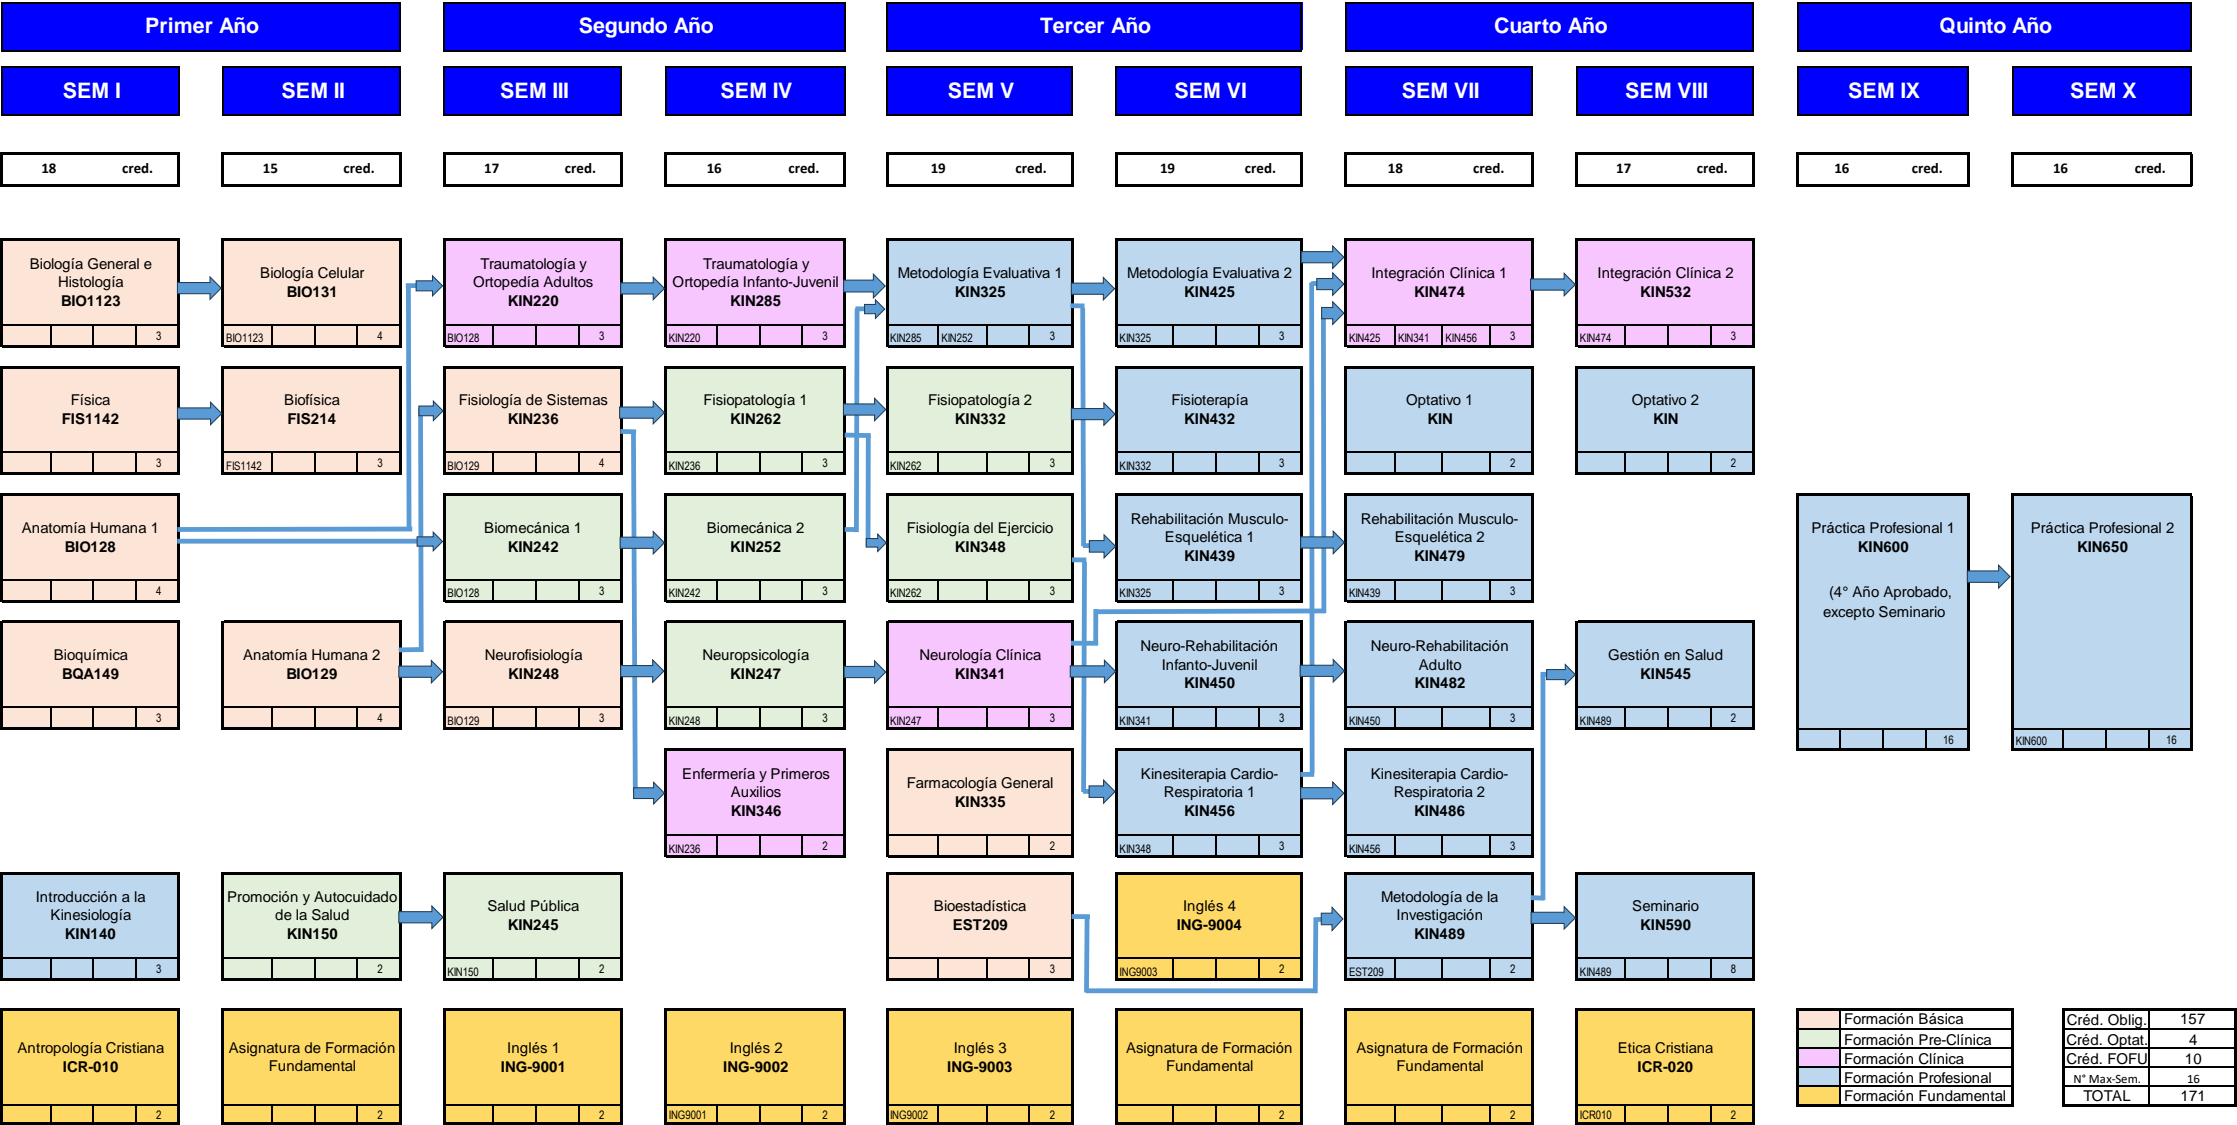 Primer Año
Segundo Año
Tercer Año
Cuarto Año
Quinto Año
SEM I
SEM II
SEM III
SEM IV
SEM V
SEM VI
SEM VII
SEM VIII
SEM IX
SEM X
18 cred.
15 cred.
17 cred.
16 cred.
19 cred.
19 cred.
18 cred.
17 cred.
16 cred.
16 cred.
Biología General e
Histología
BIO1123
3
Biología Celular
BIO131
BIO1123 4
Traumatología y
Ortopedía Adultos
KIN220
BIO128 3
Traumatología y
Ortopedía Infanto-Juvenil
KIN285
KIN220 3
Metodología Evaluativa 1
KIN325
KIN285 KIN252 3
Metodología Evaluativa 2
KIN425
KIN325 3
Integración Clínica 1
KIN474
KIN425 KIN341 KIN456 3
Integración Clínica 2
KIN532
KIN474 3
Física
FIS1142
3
Biofísica
FIS214
FIS1142 3
Fisiología de Sistemas
KIN236
BIO129 4
Fisiopatología 1
KIN262
KIN236 3
Fisiopatología 2
KIN332
KIN262 3
Fisioterapía
KIN432
KIN332 3
Optativo 1
KIN
2
Optativo 2
KIN
2
Anatomía Humana 1
BIO128
4
Biomecánica 1
KIN242
BIO128 3
Biomecánica 2
KIN252
KIN242 3
Fisiología del Ejercicio
KIN348
KIN262 3
Rehabilitación Musculo-
Esquelética 1
KIN439
KIN325 3
Rehabilitación Musculo-
Esquelética 2
KIN479
KIN439 3
Práctica Profesional 1
KIN600
(4° Año Aprobado,
excepto Seminario
16
Práctica Profesional 2
KIN650
KIN600 16
Bioquímica
BQA149
3
Anatomía Humana 2
BIO129
4
Neurofisiología
KIN248
BIO129 3
Neuropsicología
KIN247
KIN248 3
Neurología Clínica
KIN341
KIN247 3
Neuro-Rehabilitación
Infanto-Juvenil
KIN450
KIN341 3
Neuro-Rehabilitación
Adulto
KIN482
KIN450 3
Gestión en Salud
KIN545
KIN489 2
Enfermería y Primeros
Auxilios
KIN346
KIN236 2
Farmacología General
KIN335
2
Kinesiterapia Cardio-
Respiratoria 1
KIN456
KIN348 3
Kinesiterapia Cardio-
Respiratoria 2
KIN486
KIN456 3
Introducción a la
Kinesiología
KIN140
3
Promoción y Autocuidado
de la Salud
KIN150
2
Salud Pública
KIN245
KIN150 2
Bioestadística
EST209
3
Inglés 4
ING-9004
ING9003 2
Metodología de la
Investigación
KIN489
EST209 2
Seminario
KIN590
KIN489 8
Antropología Cristiana
ICR-010
2
Asignatura de Formación
Fundamental
2
Inglés 1
ING-9001
2
Inglés 2
ING-9002
ING9001 2
Inglés 3
ING-9003
ING9002 2
Asignatura de Formación
Fundamental
2
Asignatura de Formación
Fundamental
2
Etica Cristiana
ICR-020
ICR010 2
Formación Básica
Formación Pre-Clínica
Formación Clínica
Formación Profesional
Formación Fundamental
Créd. Oblig. 157
Créd. Optat. 4
Créd. FOFU 10
N° Max-Sem. 16
TOTAL 171